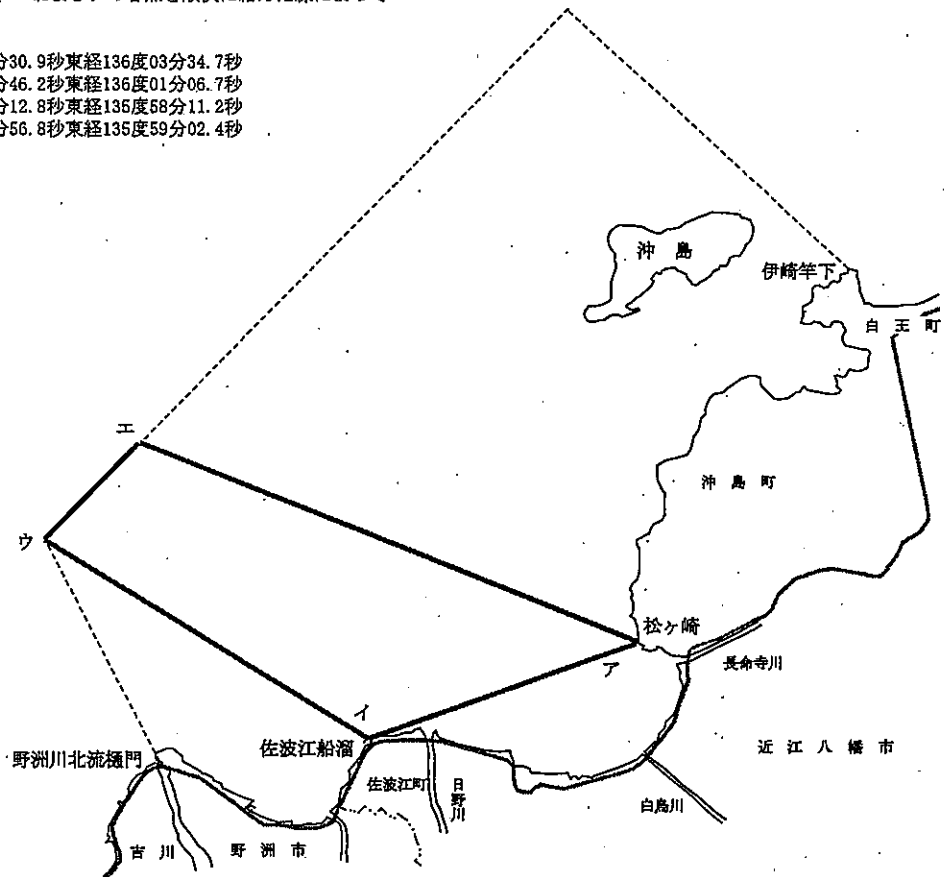 分30.9秒東経136度03分34.7秒
分46.2秒東経136度01分06.7秒
分12.8秒東経135度58分11.2秒
分56.8秒東経135度59分02.4秒
沖島
伊崎竿下
白王町
エ
沖島町
ウ
松ヶ崎
ア
長命寺川
イ
佐波江船溜
野洲川北流樋門
近江八幡市
佐波江町
日野川
白鳥川
吉川
野洲市